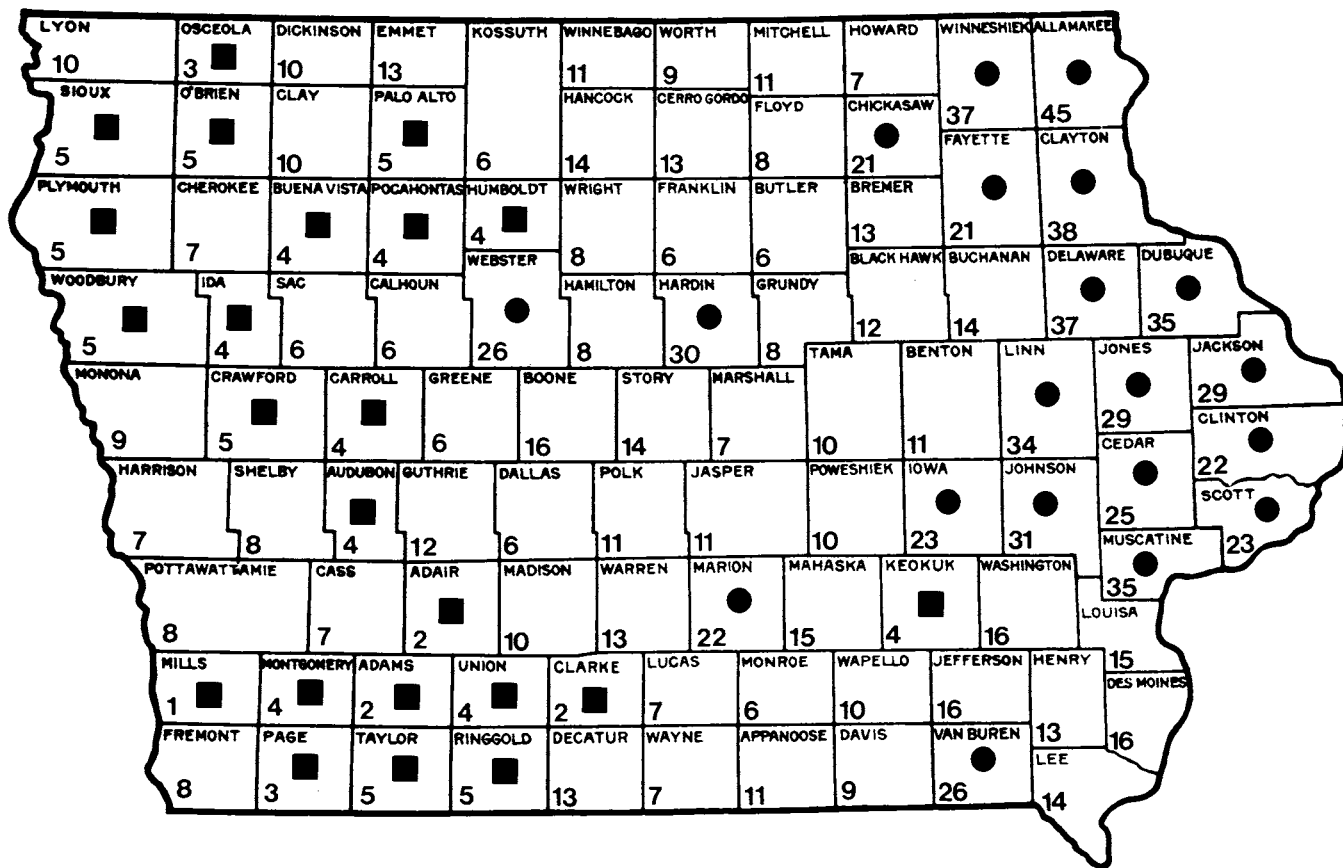 LYON OSCEOLA DICKINSON EMMET KOSSUTH WINNEBAGO WORTH MITCHELL HOWARD WINNESHIEK ALLAMAKEE
10 3 10 13 11 9 11 7
SIOUX O'BRIEN CLAY PALO ALTO HANCOCK CERRO GORDO FLOYD CHICKASAW 37 45
5 5 10 5 6 14 13 8 21 FAYETTE CLAYTON
PLYMOUTH CHEROKEE BUENA VISTA POCAHONTAS HUMBOLDT WRIGHT FRANKLIN BUTLER BREMER
5 7 4 4 4 8 6 6 13 21 38
WOODBURY IDA SAC CALHOUN WEBSTER HAMILTON HARDIN GRUNDY BLACK HAWK BUCHANAN DELAWARE DUBUQUE
5 4 6 6 26 8 30 8 12 14 37 35
MONONA CRAWFORD CARROLL GREENE BOONE STORY MARSHALL TAMA BENTON LINN JONES JACKSON
9 5 4 6 16 14 7 10 11 34 29 29
CEDAR CLINTON
HARRISON SHELBY AUDUBON GUTHRIE DALLAS POLK JASPER POWESHIEK IOWA JOHNSON 22
7 8 4 12 6 11 11 10 23 31 25 SCOTT
MUSCATINE 23
POTTAWATTAMIE CASS ADAIR MADISON WARREN MARION MAHASKA KEOKUK WASHINGTON 35
8 7 2 10 13 22 15 4 16 LOUISA
MILLS MONTGOMERY ADAMS UNION CLARKE LUCAS MONROE WAPELLO JEFFERSON HENRY 15
1 4 2 4 2 7 6 10 16 13 DES MOINES
FREMONT PAGE TAYLOR RINGGOLD DECATUR WAYNE APPANOOSE DAVIS VAN BUREN LEE 16
8 3 5 5 13 7 11 9 26 14